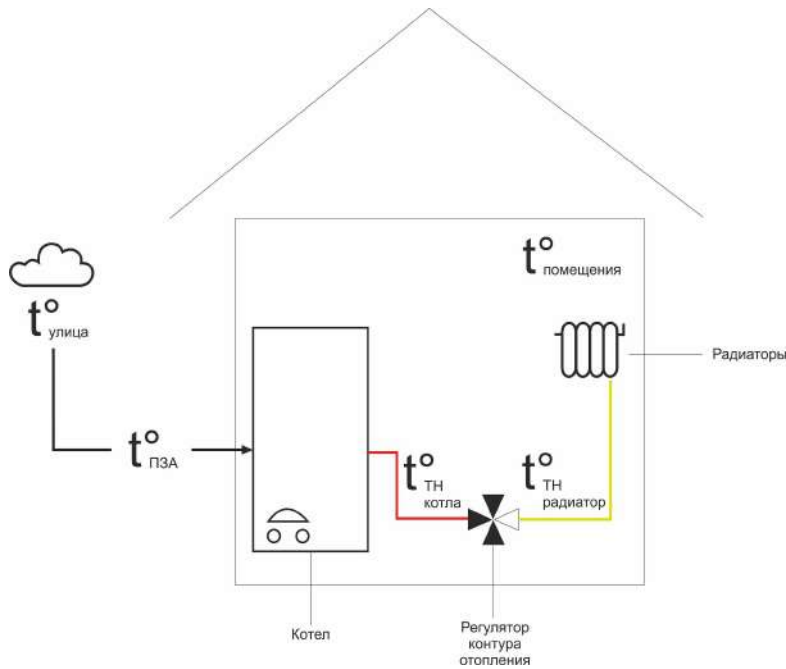 t°
помещения
t°
улица
Радиаторы
t°
ПЗА
t°
ТН
котла
t°
ТН
радиатор
Котел
Регулятор
контура
отопления